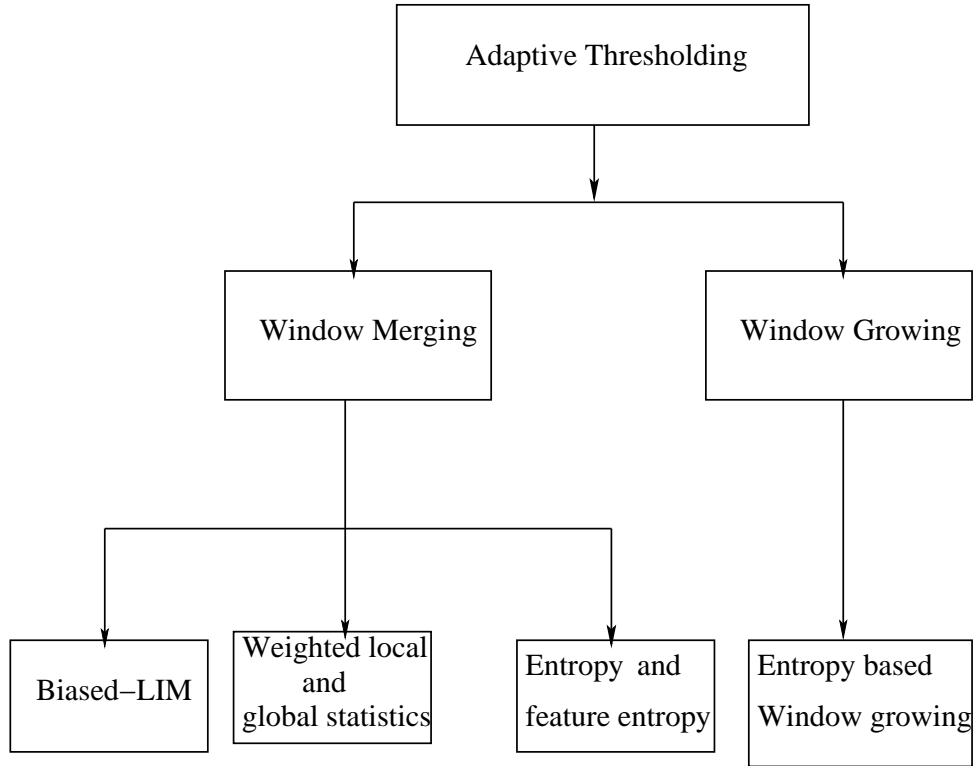 Adaptive Thresholding
Window Merging
Window Growing
Biased−LIM
Weighted local
and
global statistics
Entropy and
feature entropy
Entropy based
Window growing